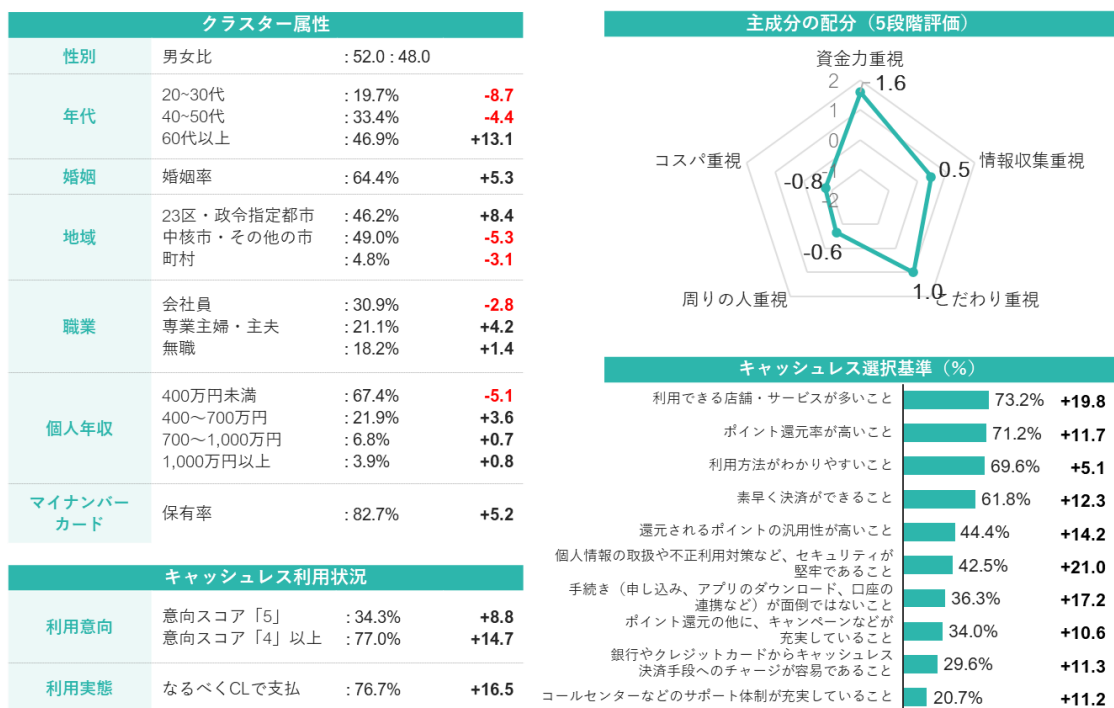 クラスター属性
性別
男女比 : 52.0 : 48.0
年代
20~30代 : 19.7% -8.7
40~50代 : 33.4% -4.4
60代以上 : 46.9% +13.1
婚姻
婚姻率 : 64.4% +5.3
地域
23区・政令指定都市 : 46.2% +8.4
中核市・その他の市 : 49.0% -5.3
町村 : 4.8% -3.1
職業
会社員 : 30.9% -2.8
専業主婦・主夫 : 21.1% +4.2
無職 : 18.2% +1.4
個人年収
400万円未満 : 67.4% -5.1
400〜700万円 : 21.9% +3.6
700〜1,000万円 : 6.8% +0.7
1,000万円以上 : 3.9% +0.8
マイナンバー
カード
保有率 : 82.7% +5.2
キャッシュレス利用状況
利用意向
意向スコア「5」 : 34.3% +8.8
意向スコア「4」以上 : 77.0% +14.7
利用実態
なるべくCLで支払 : 76.7% +16.5
主成分の配分（5段階評価）
資金力重視
2
1.6
1
0
コスパ重視
情報収集重視
-0.8
-1
0.5
-2
-0.6
周りの人重視
1.0
こだわり重視
キャッシュレス選択基準（%）
利用できる店舗・サービスが多いこと 73.2% +19.8
ポイント還元率が高いこと 71.2% +11.7
利用方法がわかりやすいこと 69.6% +5.1
素早く決済ができること 61.8% +12.3
還元されるポイントの汎用性が高いこと 44.4% +14.2
個人情報の取扱や不正利用対策など、セキュリティが
堅牢であること 42.5% +21.0
手続き（申し込み、アプリのダウンロード、口座の
連携など）が面倒ではないこと 36.3% +17.2
ポイント還元の他に、キャンペーンなどが
充実していること 34.0% +10.6
銀行やクレジットカードからキャッシュレス
決済手段へのチャージが容易であること 29.6% +11.3
コールセンターなどのサポート体制が充実していること 20.7% +11.2